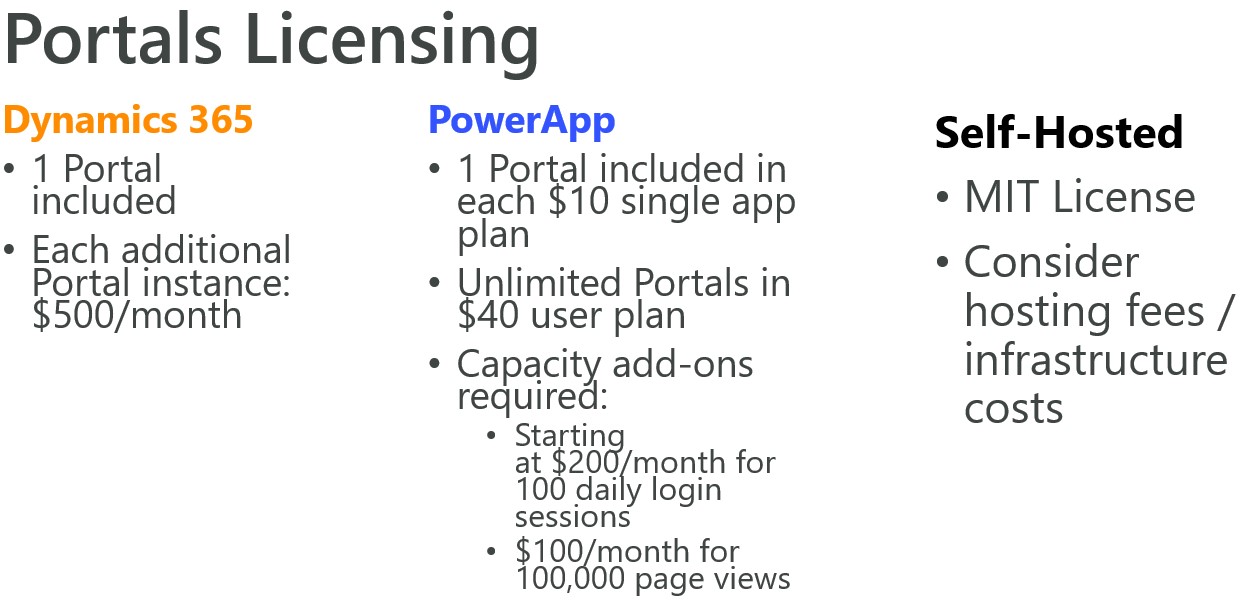 Portals Licensing
Dynamics 365
• 1 Portal
included
• Each additional
Portal instance:
$500/month
PowerApp
• 1 Portal included in
each $10 single app
plan
• Unlimited Portals in
$40 user plan
• Capacity add-ons
required:
• Starting
at $200/month for
100 daily login
sessions
• $100/month for
100,000 page views
Self-Hosted
• MIT License
• Consider
hosting fees /
infrastructure
costs